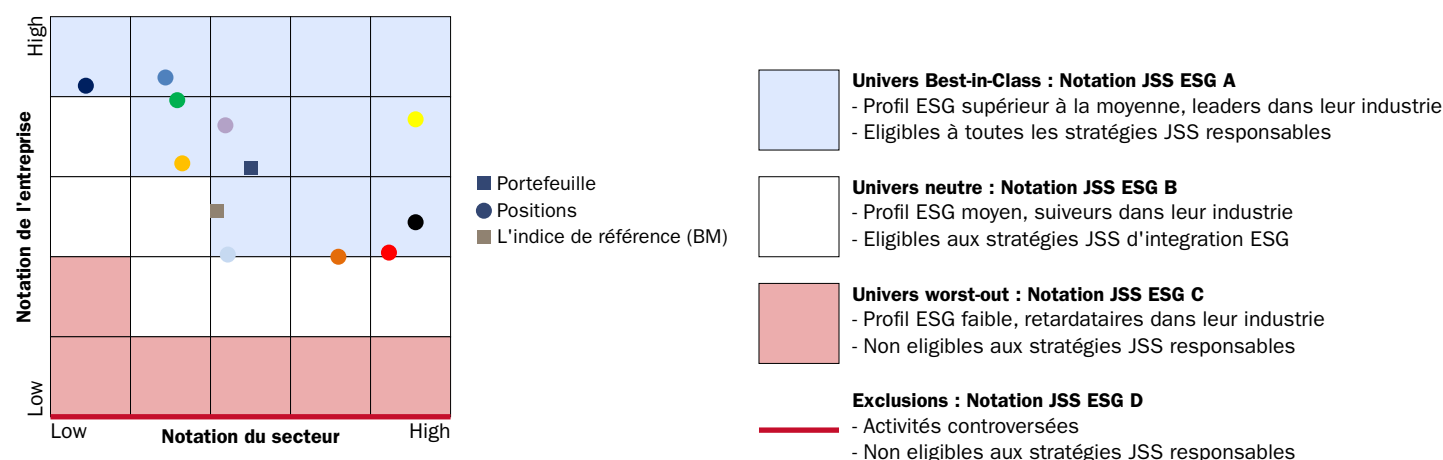 High
Notation de l'entreprise
Low
Low
Notation du secteur
High
Portefeuille
Positions
L'indice de référence (BM)
Univers Best-in-Class : Notation JSS ESG A
- Profil ESG supérieur à la moyenne, leaders dans leur industrie
- Eligibles à toutes les stratégies JSS responsables
Univers neutre : Notation JSS ESG B
- Profil ESG moyen, suiveurs dans leur industrie
- Eligibles aux stratégies JSS d'integration ESG
Univers worst-out : Notation JSS ESG C
- Profil ESG faible, retardataires dans leur industrie
- Non eligibles aux stratégies JSS responsables
Exclusions : Notation JSS ESG D
- Activités controversées
- Non eligibles aux stratégies JSS responsables